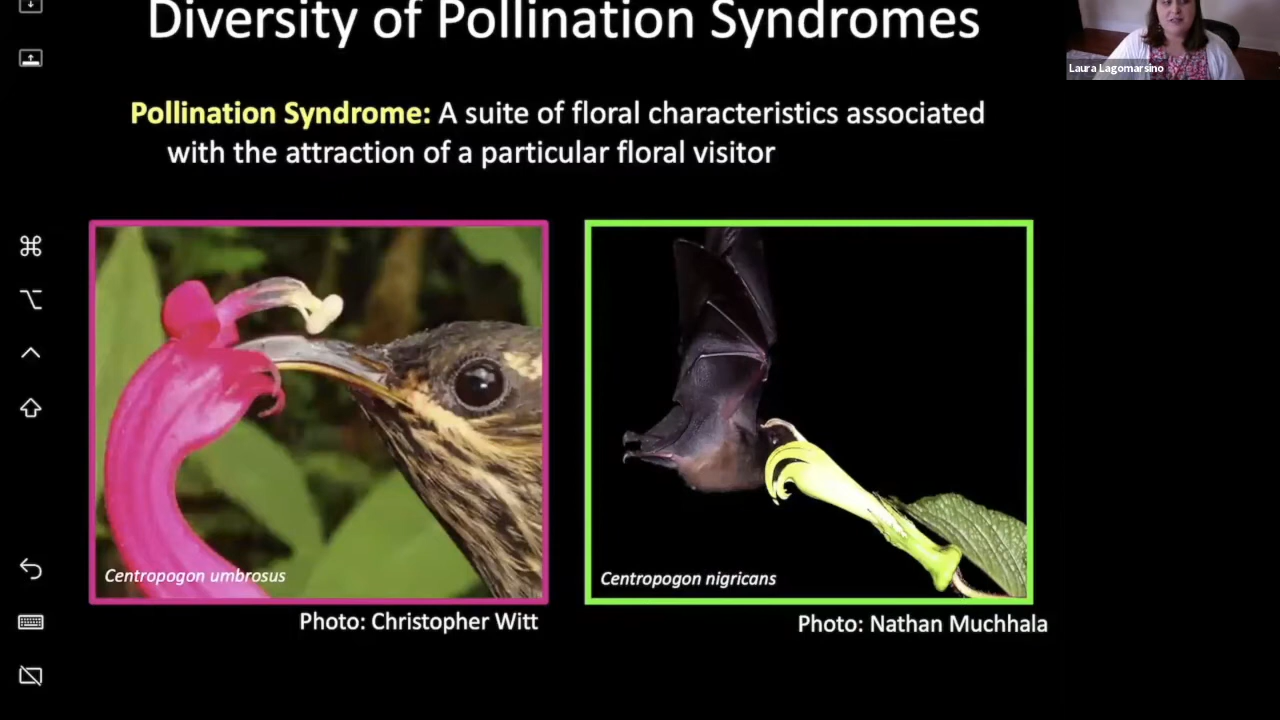 Diversity of Pollination Syndromes
Laura Lagomarsino
Pollination Syndrome: A suite of floral characteristics associated
with the attraction of a particular floral visitor
Centropogon umbrosus
Centropogon nigricans
Photo: Christopher Witt
Photo: Nathan Muchhala